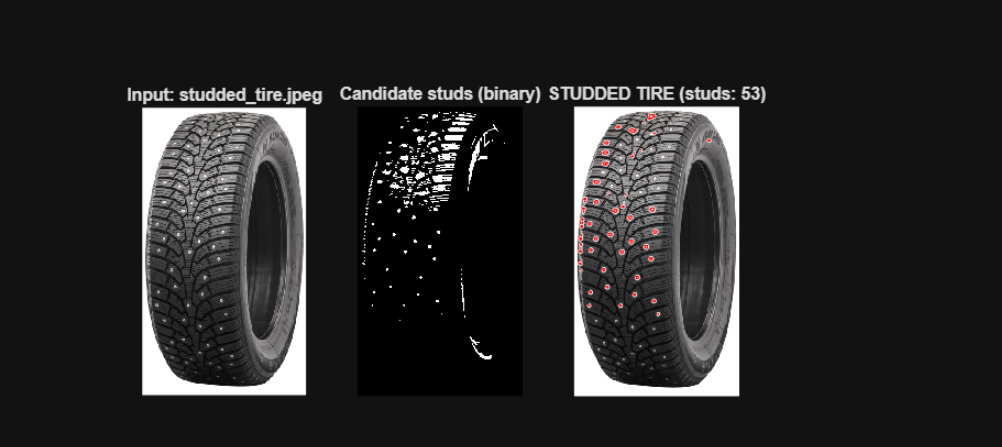 Input: studded_tire.jpeg
Candidate studs (binary)
STUDDED TIRE (studs: 53)